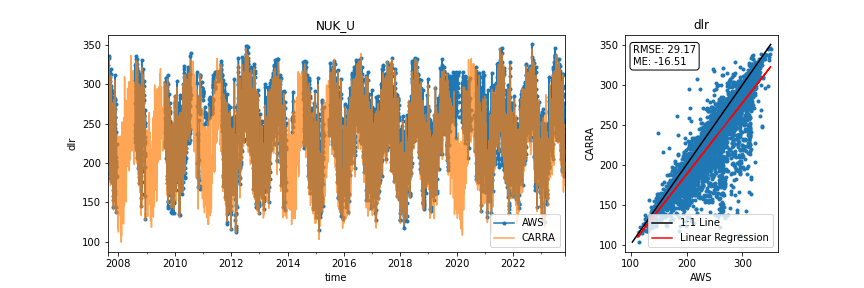 NUK_U
dlr
350
300
250
200
150
100
dlr
2008
2010
2012
2014
2016
2018
2020
2022
time
AWS
CARRA
dlr
RMSE: 29.17
ME: -16.51
350
300
250
200
150
100
CARRA
100
200
300
AWS
1:1 Line
Linear Regression